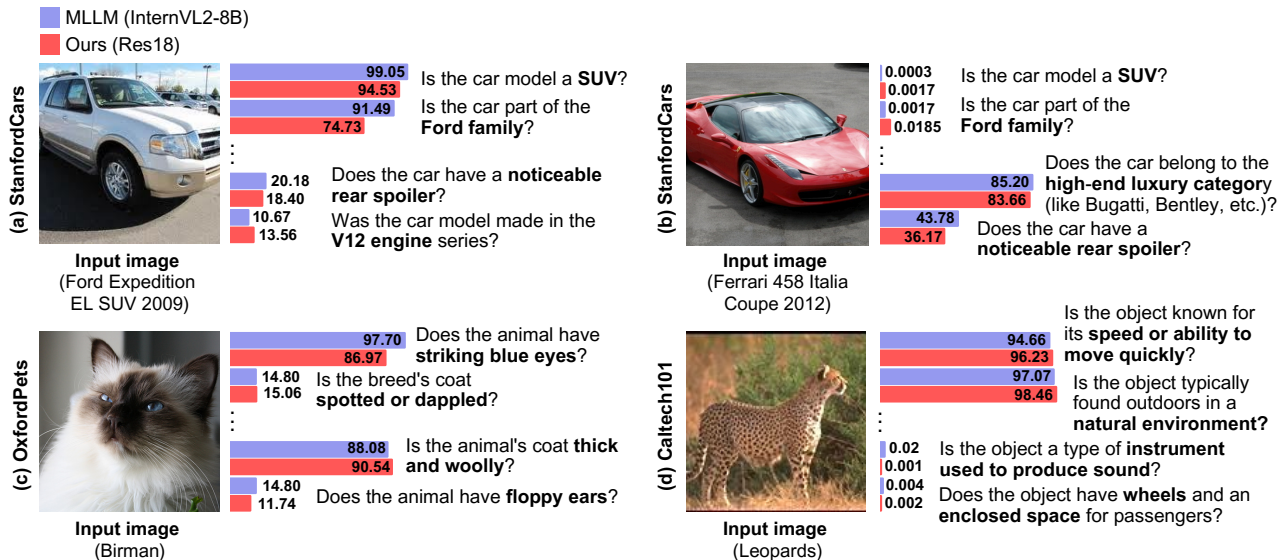 MLLM (InternVL2-8B)
Ours (Res18)
(a) StanfordCars
99.05
94.53
Is the car model a SUV?
91.49
74.73
Is the car part of the
Ford family?
20.18
18.40
Does the car have a noticeable
rear spoiler?
10.67
13.56
Was the car model made in the
V12 engine series?
Input image
(Ford Expedition
EL SUV 2009)
(b) StanfordCars
0.0003
0.0017
Is the car model a SUV?
0.0017
0.0185
Is the car part of the
Ford family?
85.20
83.66
Does the car belong to the
high-end luxury category
(like Bugatti, Bentley, etc.)?
43.78
36.17
Does the car have a
noticeable rear spoiler?
Input image
(Ferrari 458 Italia
Coupe 2012)
(c) OxfordPets
97.70
86.97
Does the animal have
striking blue eyes?
14.80
15.06
Is the breed's coat
spotted or dappled?
88.08
90.54
Is the animal's coat thick
and woolly?
14.80
11.74
Does the animal have floppy ears?
Input image
(Birman)
(d) Caltech101
94.66
96.23
Is the object known for
its speed or ability to
move quickly?
97.07
98.46
Is the object typically
found outdoors in a
natural environment?
0.02
0.001
Is the object a type of instrument
used to produce sound?
0.004
0.002
Does the object have wheels and an
enclosed space for passengers?
Input image
(Leopards)